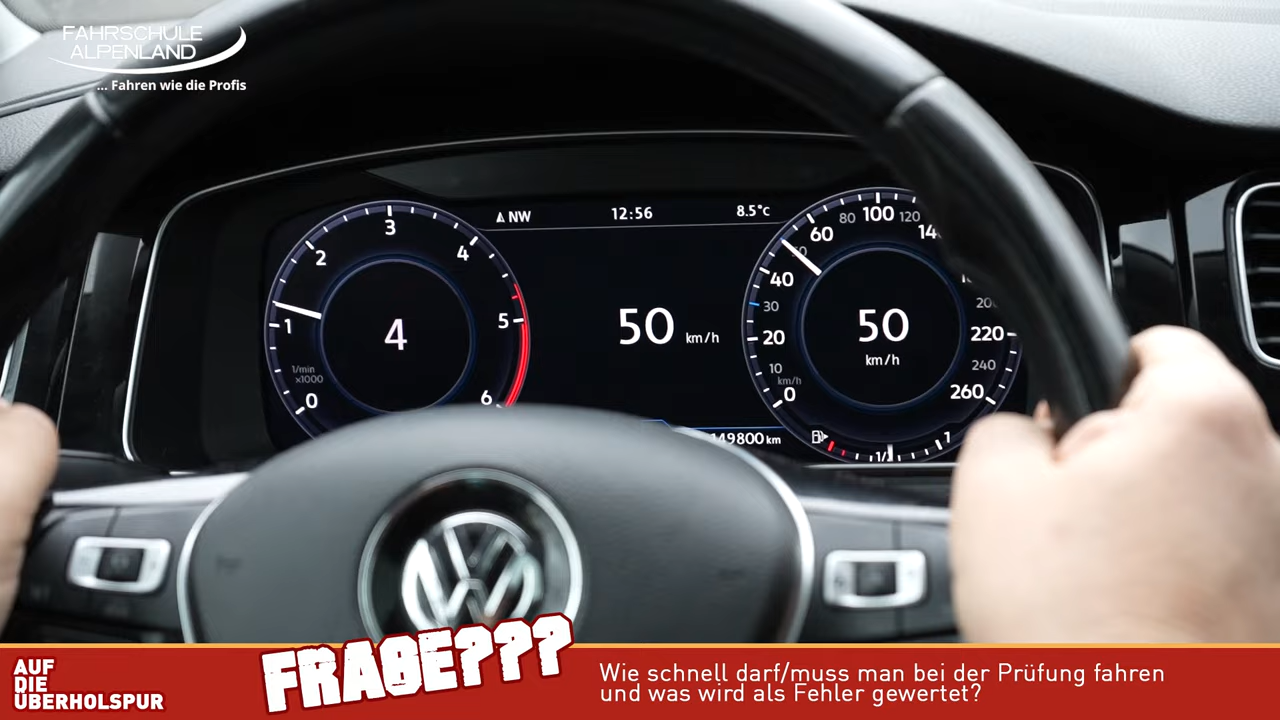 FAHRSCHULE
ALPENLAND
... Fahren wie die Profis
NW
12:56
8.5°C
1/min
x1000
0
1
2
3
4
5
6
4
50 km/h
149800 km
0
10
20
30
40
60
80
100
120
220
240
260
km/h
50
km/h
1/2
1
FRAGE???
AUF
DIE
ÜBERHOLSPUR
Wie schnell darf/muss man bei der Prüfung fahren
und was wird als Fehler gewertet?